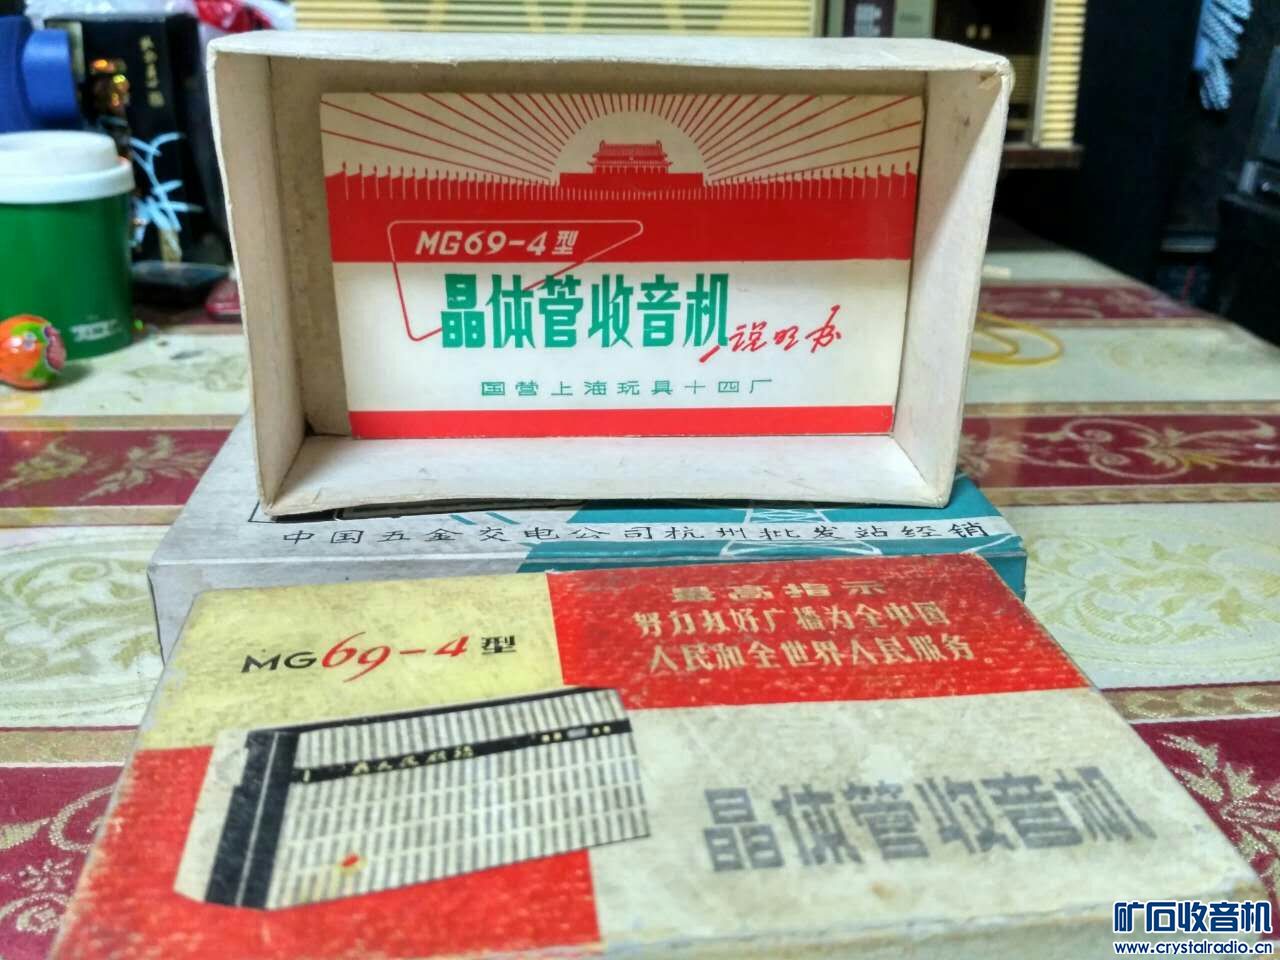 MG69-4型
晶体管收音机
说明书
国营上海玩具十四厂
中国五金交电公司杭州批发站经销
最高指示
努力办好广播为全中国
人民和全世界人民服务。
MG69-4型
晶体管收音机
矿石收音机
www.crystalradio.cn